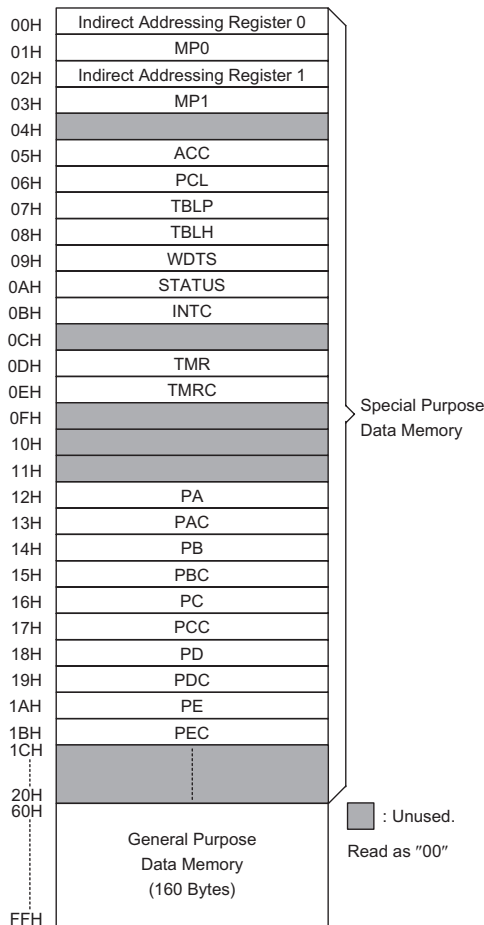 00H Indirect Addressing Register 0
01H MP0
02H Indirect Addressing Register 1
03H MP1
04H
05H ACC
06H PCL
07H TBLP
08H TBLH
09H WDTS
0AH STATUS
0BH INTC
0CH
0DH TMR
0EH TMRC
0FH
10H
11H
Special Purpose
Data Memory
12H PA
13H PAC
14H PB
15H PBC
16H PC
17H PCC
18H PD
19H PDC
1AH PE
1BH PEC
1CH
20H
60H
: Unused.
Read as "00"
General Purpose
Data Memory
(160 Bytes)
FFH